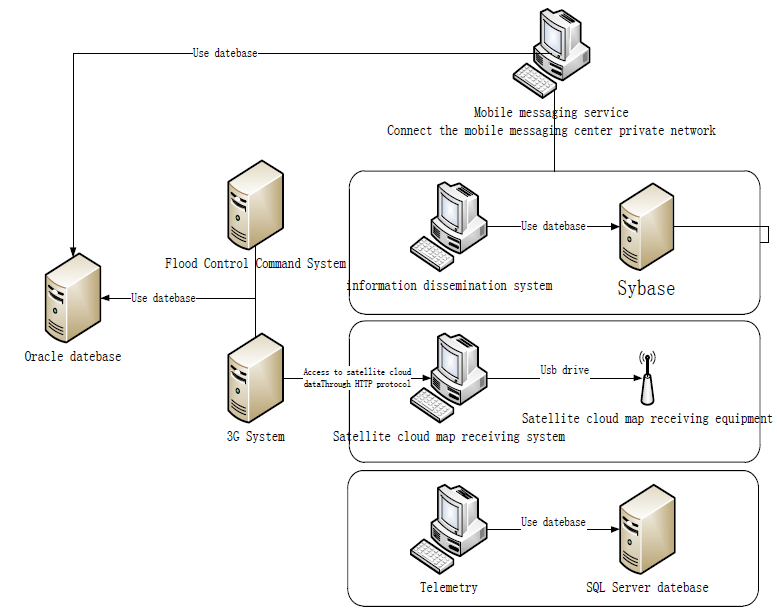 Use datebase
Mobile messaging service
Connect the mobile messaging center private network
Use datebase
Flood Control Command System
information dissemination system
Sybase
Use datebase
Oracle datebase
Access to satellite cloud
dataThrough HTTP protocol
Usb drive
Satellite cloud map receiving equipment
3G System
Satellite cloud map receiving system
Use datebase
Telemetry
SQL Server datebase